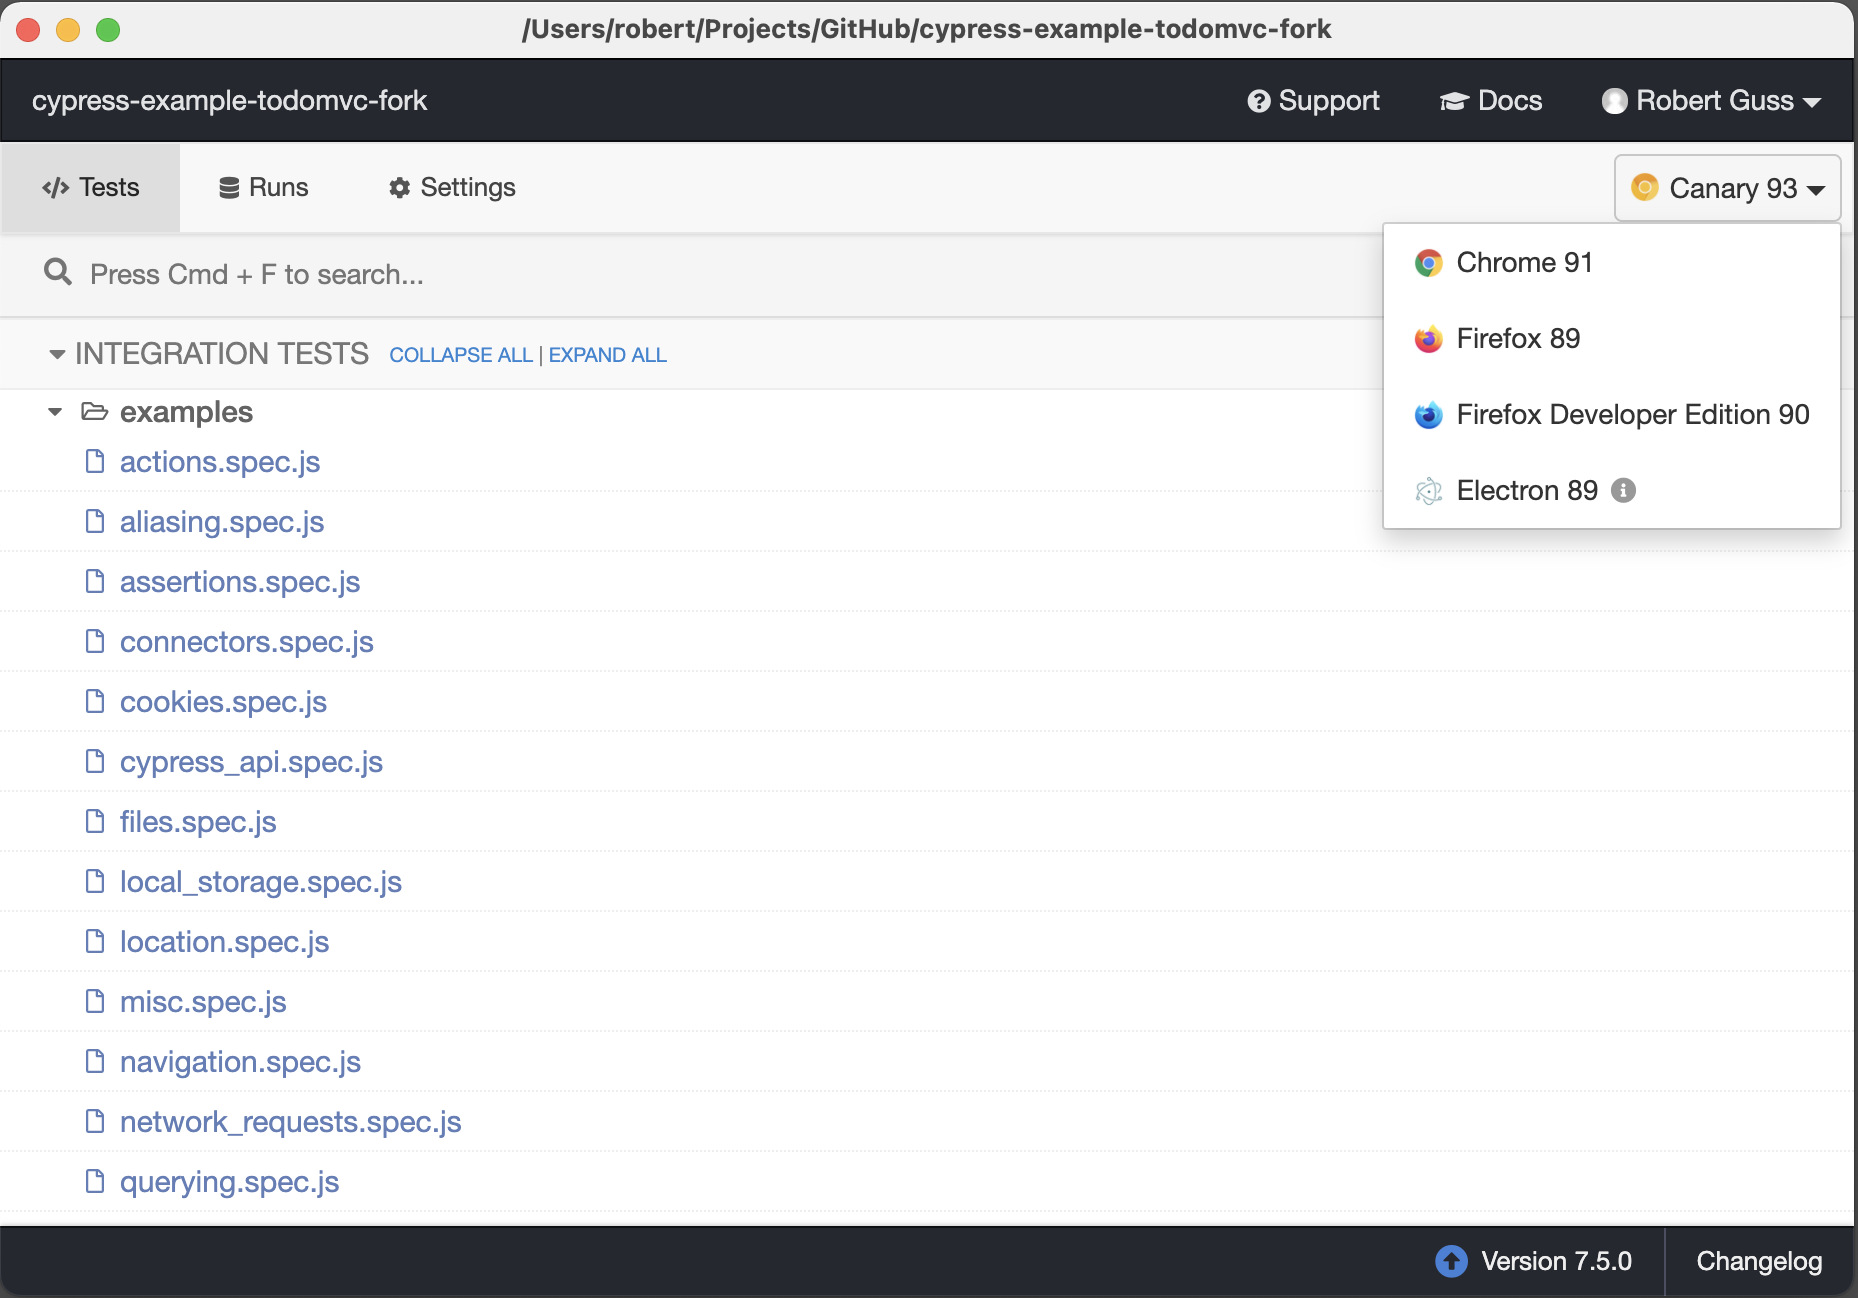 /Users/robert/Projects/GitHub/cypress-example-todomvc-fork
cypress-example-todomvc-fork
Support
Docs
Robert Guss
Tests
Runs
Settings
Canary 93
Press Cmd + F to search...
Chrome 91
Firefox 89
Firefox Developer Edition 90
Electron 89
INTEGRATION TESTS COLLAPSE ALL | EXPAND ALL
examples
actions.spec.js
aliasing.spec.js
assertions.spec.js
connectors.spec.js
cookies.spec.js
cypress_api.spec.js
files.spec.js
local_storage.spec.js
location.spec.js
misc.spec.js
navigation.spec.js
network_requests.spec.js
querying.spec.js
Version 7.5.0
Changelog